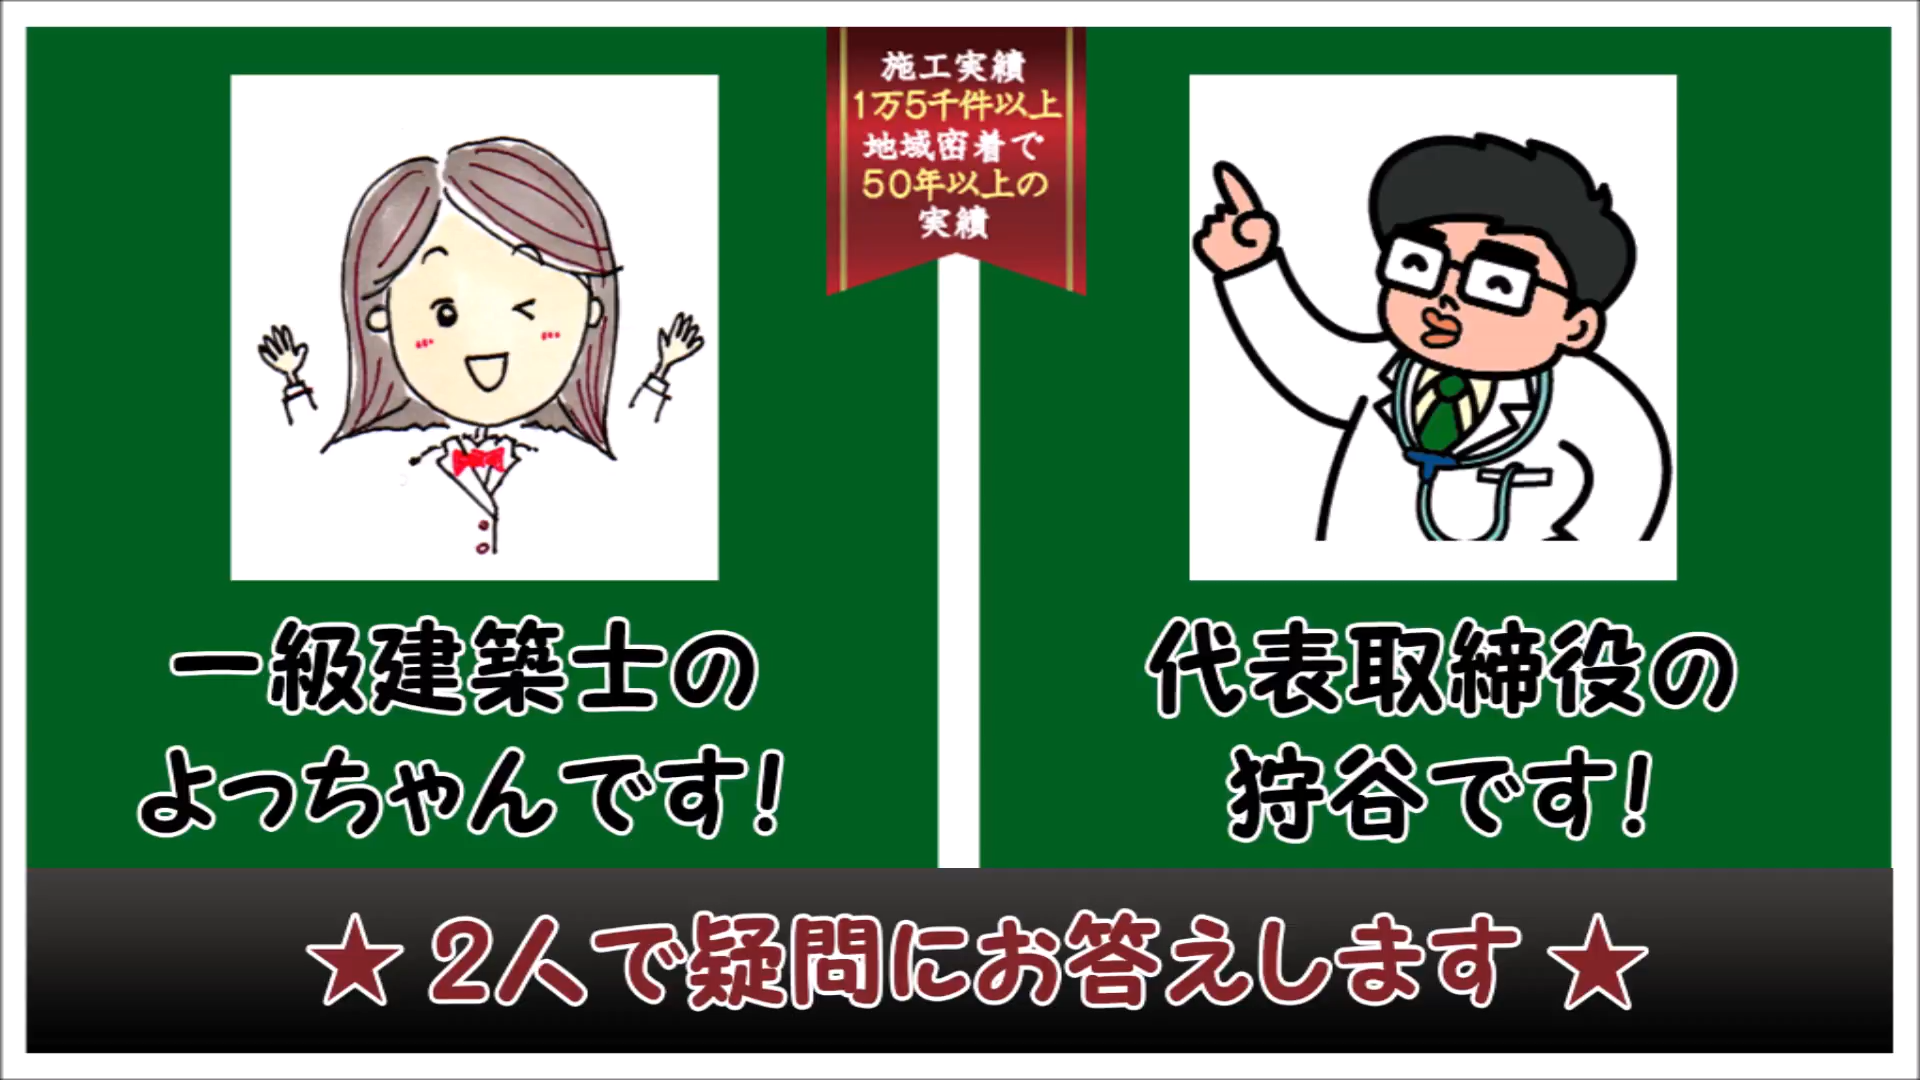 施工実績
1万5千件以上
地域密着で
50年以上の
実績
一級建築士の
よっちゃんです!
代表取締役の
狩谷です!
★ 2人で疑問にお答えします ★